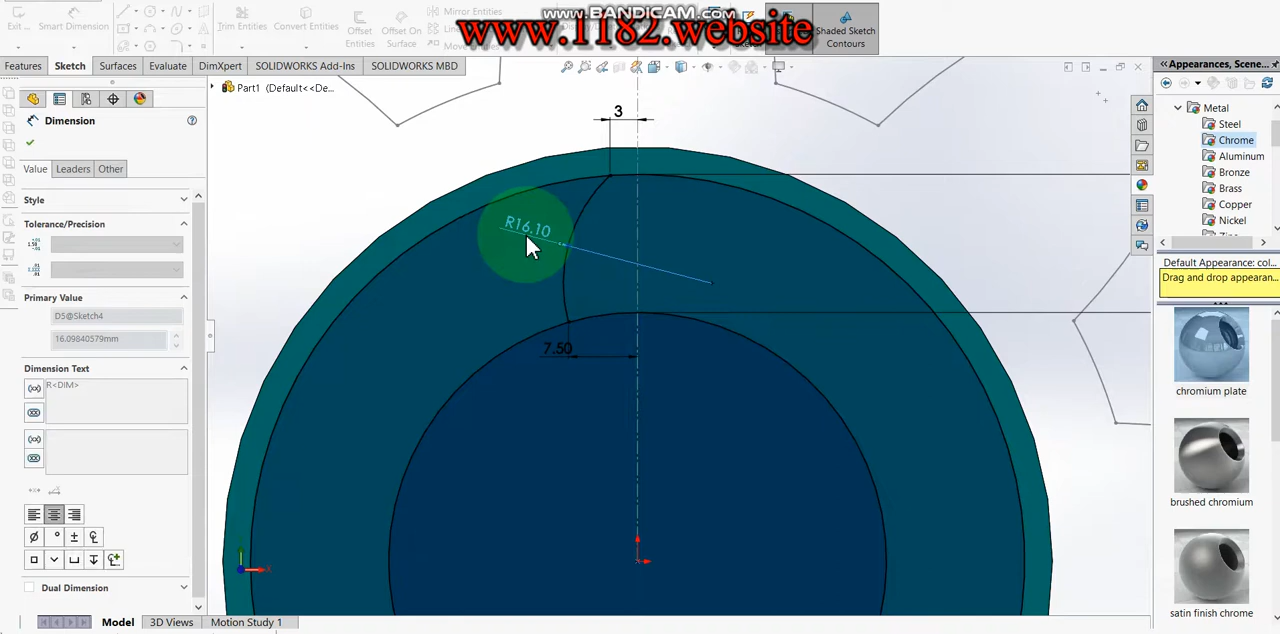 www.BANDICAM.com
www.1182.website
Exit
Smart Dimension
Trim Entities
Convert Entities
Offset Entities
Offset On Surface
Mirror Entities
Shaded Sketch Contours
Features
Sketch
Surfaces
Evaluate
DimXpert
SOLIDWORKS Add-Ins
SOLIDWORKS MBD
Part1 (Default<<De...
Dimension
Value
Leaders
Other
Style
Tolerance/Precision
Primary Value
D5@Sketch4
16.09840579mm
Dimension Text
R<DIM>
Dual Dimension
3
R16.10
7.50
Model
3D Views
Motion Study 1
Appearances, Scene...
Metal
Steel
Chrome
Aluminum
Bronze
Brass
Copper
Nickel
Default Appearance: col...
Drag and drop appearan...
chromium plate
brushed chromium
satin finish chrome